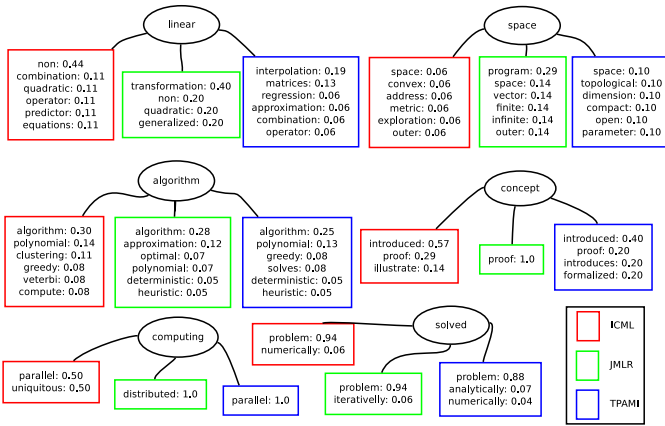 linear
non: 0.44
combination: 0.11
quadratic: 0.11
operator: 0.11
predictor: 0.11
equations: 0.11
transformation: 0.40
non: 0.20
quadratic: 0.20
generalized: 0.20
interpolation: 0.19
matrices: 0.13
regression: 0.06
approximation: 0.06
combination: 0.06
operator: 0.06
space
space: 0.06
convex: 0.06
address: 0.06
metric: 0.06
exploration: 0.06
outer: 0.06
program: 0.29
space: 0.14
vector: 0.14
finite: 0.14
infinite: 0.14
outer: 0.14
space: 0.10
topological: 0.10
dimension: 0.10
compact: 0.10
open: 0.10
parameter: 0.10
algorithm
algorithm: 0.30
polynomial: 0.14
clustering: 0.11
greedy: 0.08
veterbi: 0.08
compute: 0.08
algorithm: 0.28
approximation: 0.12
optimal: 0.07
polynomial: 0.07
deterministic: 0.05
heuristic: 0.05
algorithm: 0.25
polynomial: 0.13
greedy: 0.08
solves: 0.08
deterministic: 0.05
heuristic: 0.05
concept
introduced: 0.57
proof: 0.29
illustrate: 0.14
proof: 1.0
introduced: 0.40
proof: 0.20
introduces: 0.20
formalized: 0.20
computing
parallel: 0.50
uniquitous: 0.50
distributed: 1.0
parallel: 1.0
solved
problem: 0.94
numerically: 0.06
problem: 0.94
iterativelly: 0.06
problem: 0.88
analytically: 0.07
numerically: 0.04
ICML
JMLR
TPAMI